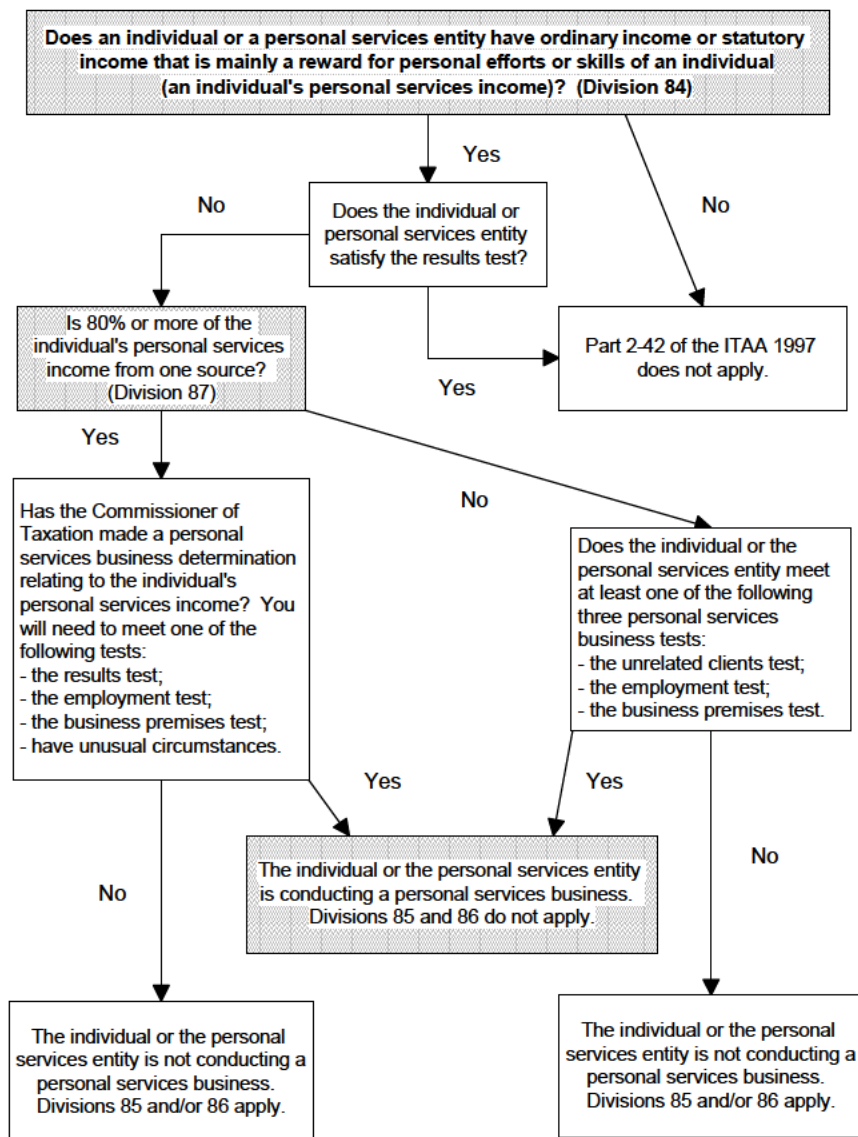 Does an individual or a personal services entity have ordinary income or statutory
income that is mainly a reward for personal efforts or skills of an individual
(an individual's personal services income)? (Division 84)
Yes
No
No
Does the individual or
personal services entity
satisfy the results test?
Is 80% or more of the
individual's personal services
income from one source?
(Division 87)
Part 2-42 of the ITAA 1997
does not apply.
Yes
Yes
No
Has the Commissioner of
Taxation made a personal
services business determination
relating to the individual's
personal services income? You
will need to meet one of the
following tests:
- the results test;
- the employment test;
- the business premises test;
- have unusual circumstances.
Does the individual or the
personal services entity meet
at least one of the following
three personal services
business tests:
- the unrelated clients test;
- the employment test;
- the business premises test.
Yes
Yes
The individual or the personal services entity
is conducting a personal services business.
Divisions 85 and 86 do not apply.
No
No
The individual or the personal
services entity is not conducting a
personal services business.
Divisions 85 and/or 86 apply.
The individual or the personal
services entity is not conducting a
personal services business.
Divisions 85 and/or 86 apply.